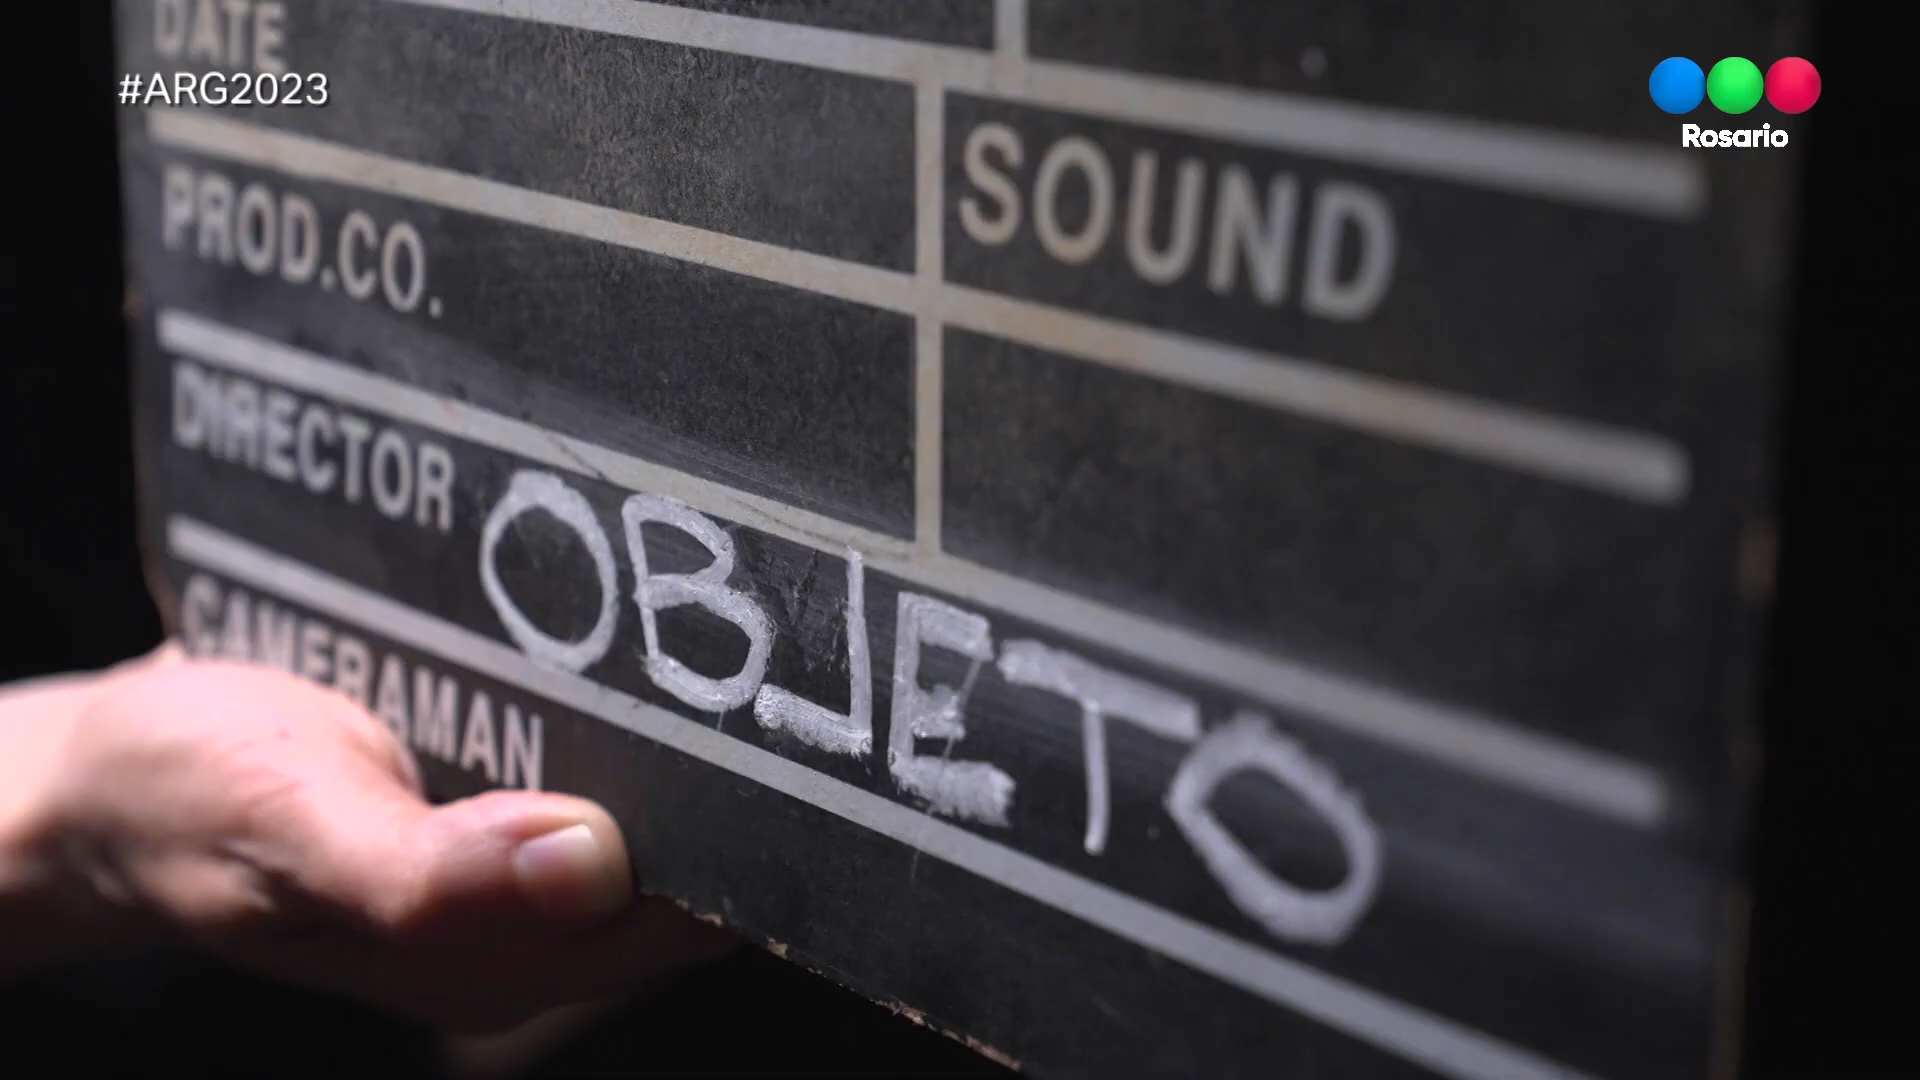 DATE
#ARG2023
Rosario
PROD.CO.
SOUND
DIRECTOR OBJETO
CAMERAMAN